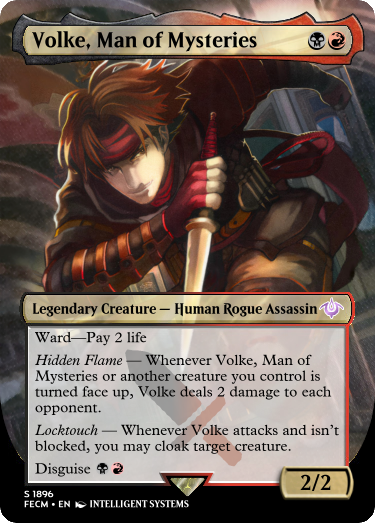 Volke, Man of Mysteries
Legendary Creature — Human Rogue Assassin
Ward—Pay 2 life
Hidden Flame — Whenever Volke, Man of
Mysteries or another creature you control is
turned face up, Volke deals 2 damage to each
opponent.
Locktouch — Whenever Volke attacks and isn't
blocked, you may cloak target creature.
Disguise
2/2
S 1896
FECM • EN INTELLIGENT SYSTEMS